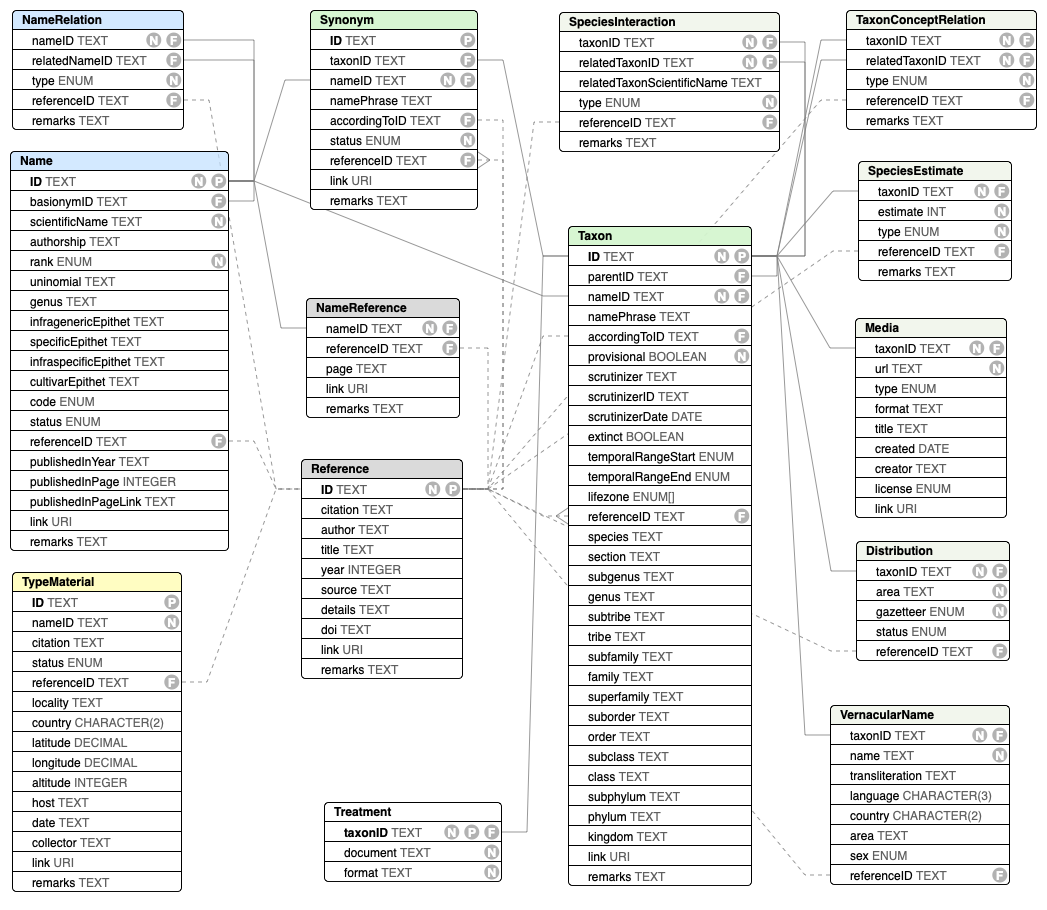 NameRelation
nameID TEXT N F
relatedNameID TEXT F
type ENUM N
referenceID TEXT F
remarks TEXT
Name
ID TEXT N P
basionymID TEXT F
scientificName TEXT N
authorship TEXT
rank ENUM N
uninomial TEXT
genus TEXT
infragenericEpithet TEXT
specificEpithet TEXT
infraspecificEpithet TEXT
cultivarEpithet TEXT
code ENUM
status ENUM
referenceID TEXT F
publishedInYear TEXT
publishedInPage INTEGER
publishedInPageLink TEXT
link URI
remarks TEXT
TypeMaterial
ID TEXT P
nameID TEXT N
citation TEXT
status ENUM
referenceID TEXT F
locality TEXT
country CHARACTER(2)
latitude DECIMAL
longitude DECIMAL
altitude INTEGER
host TEXT
date TEXT
collector TEXT
link URI
remarks TEXT
Synonym
ID TEXT P
taxonID TEXT F
nameID TEXT N F
namePhrase TEXT
accordingToID TEXT F
status ENUM N
referenceID TEXT F
link URI
remarks TEXT
NameReference
nameID TEXT N F
referenceID TEXT F
page TEXT
link URI
remarks TEXT
Reference
ID TEXT N P
citation TEXT
author TEXT
title TEXT
year INTEGER
source TEXT
details TEXT
doi TEXT
link URI
remarks TEXT
Treatment
taxonID TEXT N P F
document TEXT N
format TEXT N
SpeciesInteraction
taxonID TEXT N F
relatedTaxonID TEXT N F
relatedTaxonScientificName TEXT
type ENUM N
referenceID TEXT F
remarks TEXT
Taxon
ID TEXT N P
parentID TEXT F
nameID TEXT N F
namePhrase TEXT
accordingToID TEXT F
provisional BOOLEAN N
scrutinizer TEXT
scrutinizerID TEXT
scrutinizerDate DATE
extinct BOOLEAN
temporalRangeStart ENUM
temporalRangeEnd ENUM
lifezone ENUM[]
referenceID TEXT F
species TEXT
section TEXT
subgenus TEXT
genus TEXT
subtribe TEXT
tribe TEXT
subfamily TEXT
family TEXT
superfamily TEXT
suborder TEXT
order TEXT
subclass TEXT
class TEXT
subphylum TEXT
phylum TEXT
kingdom TEXT
link URI
remarks TEXT
TaxonConceptRelation
taxonID TEXT N F
relatedTaxonID TEXT N F
type ENUM N
referenceID TEXT F
remarks TEXT
SpeciesEstimate
taxonID TEXT N F
estimate INT N
type ENUM N
referenceID TEXT F
remarks TEXT
Media
taxonID TEXT N F
url TEXT N
type ENUM
format TEXT
title TEXT
created DATE
creator TEXT
license ENUM
link URI
Distribution
taxonID TEXT N F
area TEXT N
gazetteer ENUM N
status ENUM
referenceID TEXT F
VernacularName
taxonID TEXT N F
name TEXT N
transliteration TEXT
language CHARACTER(3)
country CHARACTER(2)
area TEXT
sex ENUM
referenceID TEXT F